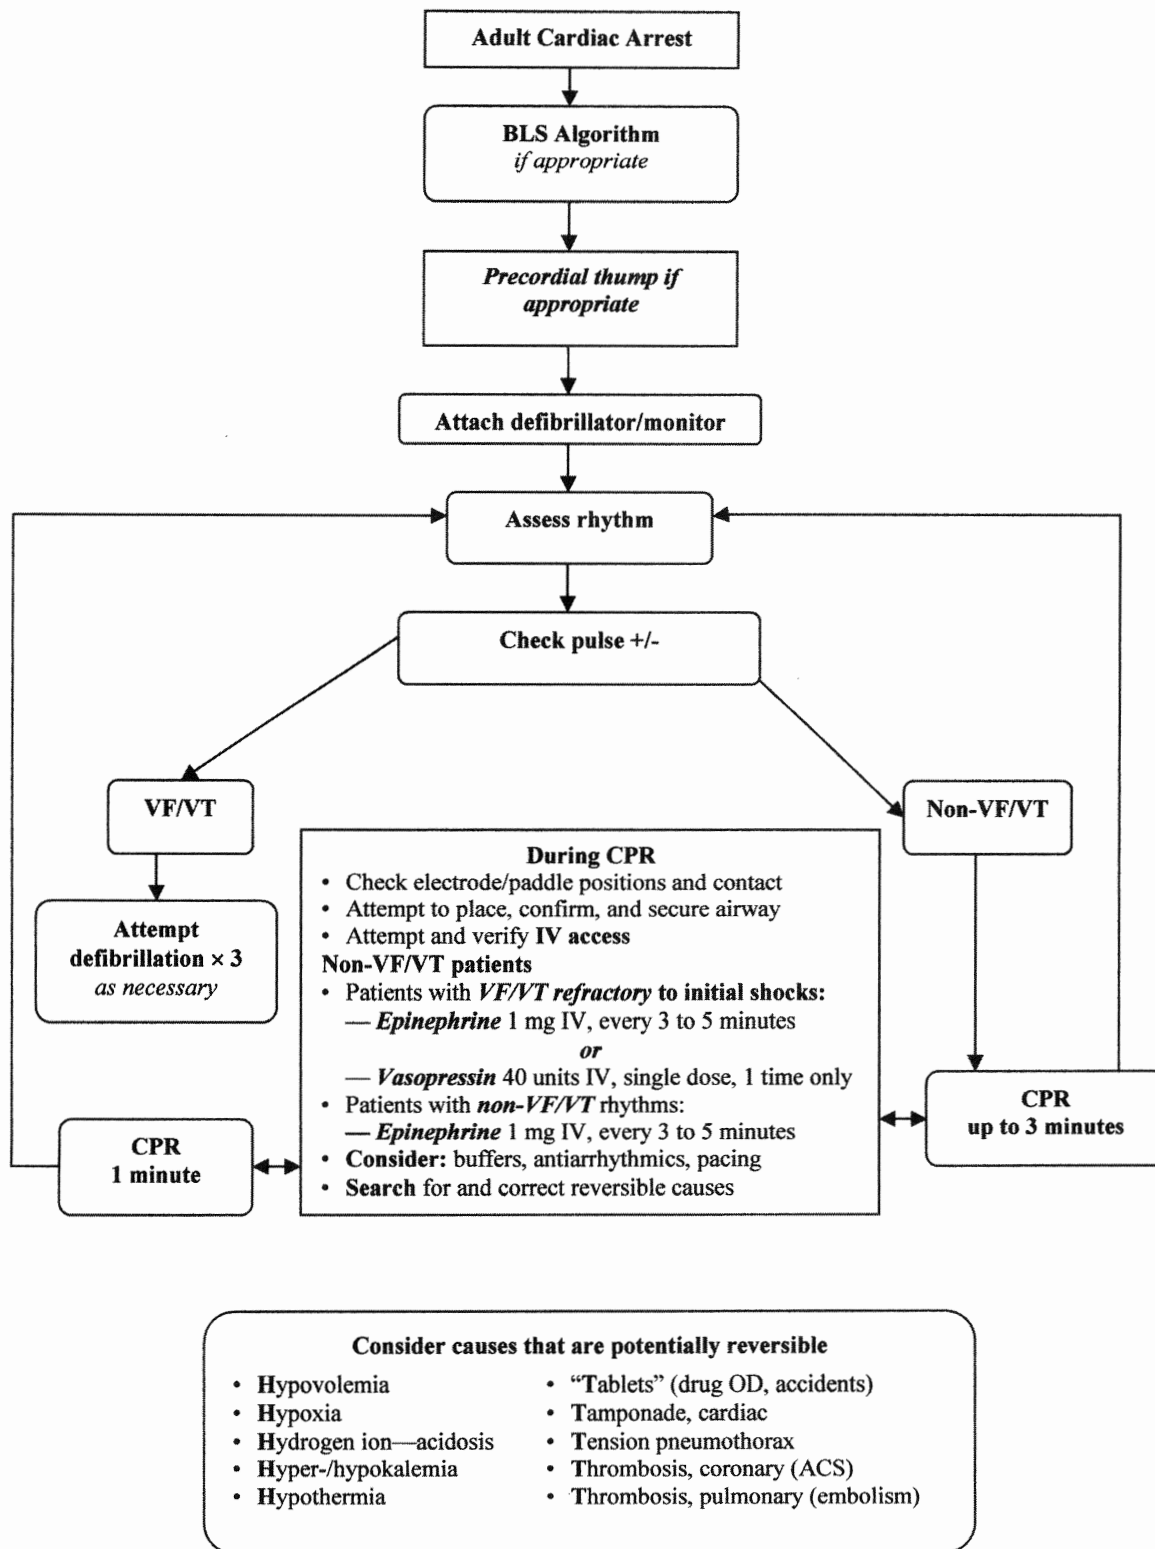 Adult Cardiac Arrest
BLS Algorithm
if appropriate
Precordial thump if
appropriate
Attach defibrillator/monitor
Assess rhythm
Check pulse +/-
VF/VT
Non-VF/VT
Attempt
defibrillation × 3
as necessary
During CPR
• Check electrode/paddle positions and contact
• Attempt to place, confirm, and secure airway
• Attempt and verify IV access
Non-VF/VT patients
• Patients with VF/VT refractory to initial shocks:
— Epinephrine 1 mg IV, every 3 to 5 minutes
or
— Vasopressin 40 units IV, single dose, 1 time only
• Patients with non-VF/VT rhythms:
— Epinephrine 1 mg IV, every 3 to 5 minutes
• Consider: buffers, antiarrhythmics, pacing
• Search for and correct reversible causes
CPR
1 minute
CPR
up to 3 minutes
Consider causes that are potentially reversible
• Hypovolemia
• Hypoxia
• Hydrogen ion—acidosis
• Hyper-/hypokalemia
• Hypothermia
• “Tablets” (drug OD, accidents)
• Tamponade, cardiac
• Tension pneumothorax
• Thrombosis, coronary (ACS)
• Thrombosis, pulmonary (embolism)